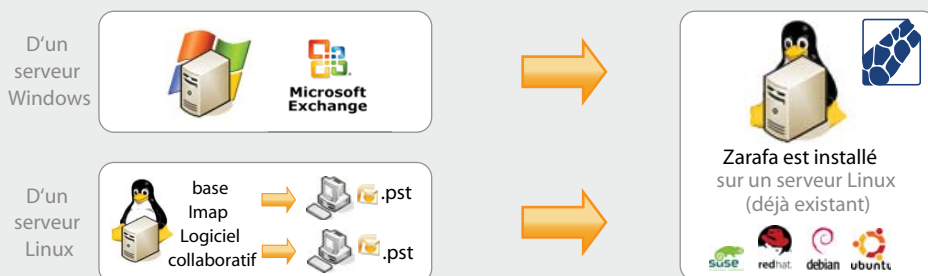 D'un
serveur
Windows
Microsoft
Exchange
D'un
serveur
Linux
base
Imap
Logiciel
collaboratif
.pst
.pst
Zarafa est installé
sur un serveur Linux
(déjà existant)
suse redhat debian ubuntu